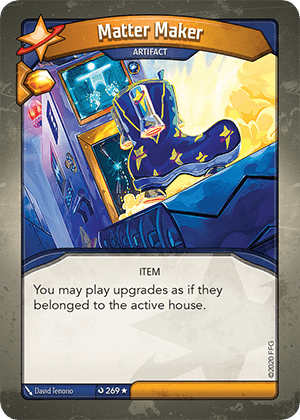 Matter Maker
ARTIFACT
ITEM
You may play upgrades as if they
belonged to the active house.
David Tenorio
269
©2020 FFG